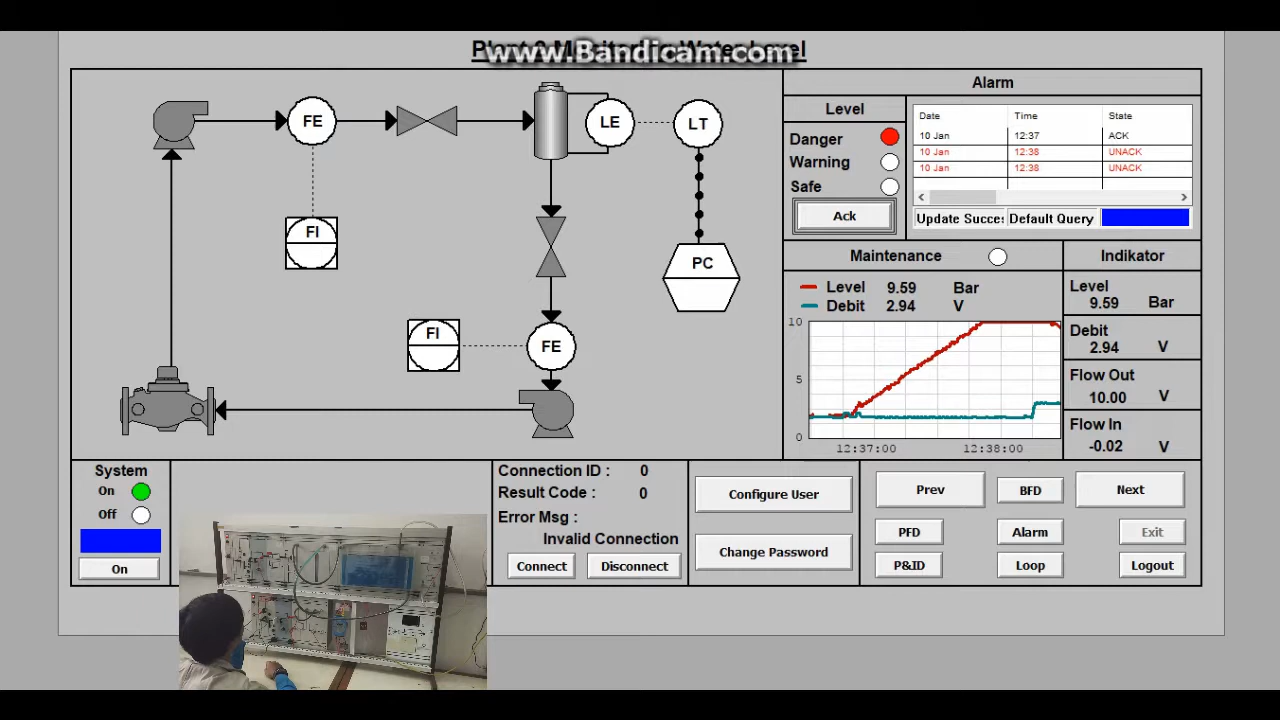 www.Bandicam.com
FE
LE
LT
FI
PC
FI
FE
Alarm
Level
Danger
Warning
Safe
Ack
Date Time State
10 Jan 12:37 ACK
10 Jan 12:38 UNACK
10 Jan 12:38 UNACK
Update Succe: Default Query
Maintenance
Level 9.59 Bar
Debit 2.94 V
10
5
0
12:37:00 12:38:00
Indikator
Level
9.59 Bar
Debit
2.94 V
Flow Out
10.00 V
Flow In
-0.02 V
System
On
Off
On
Connection ID : 0
Result Code : 0
Error Msg :
Invalid Connection
Connect Disconnect
Configure User
Change Password
Prev BFD Next
PFD Alarm Exit
P&ID Loop Logout